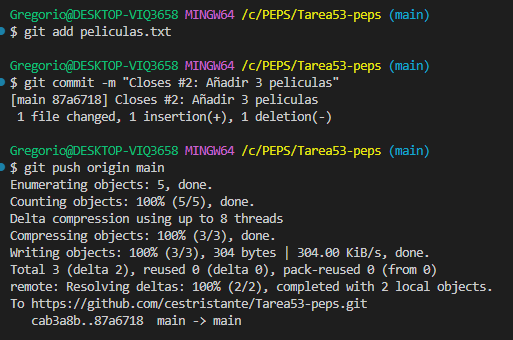 Gregorio@DESKTOP-VIQ3658 MINGW64 /c/PEPS/Tarea53-peps (main)
$ git add peliculas.txt
Gregorio@DESKTOP-VIQ3658 MINGW64 /c/PEPS/Tarea53-peps (main)
$ git commit -m "Closes #2: Añadir 3 peliculas"
[main 87a6718] Closes #2: Añadir 3 peliculas
1 file changed, 1 insertion(+), 1 deletion(-)
Gregorio@DESKTOP-VIQ3658 MINGW64 /c/PEPS/Tarea53-peps (main)
$ git push origin main
Enumerating objects: 5, done.
Counting objects: 100% (5/5), done.
Delta compression using up to 8 threads
Compressing objects: 100% (3/3), done.
Writing objects: 100% (3/3), 304 bytes | 304.00 KiB/s, done.
Total 3 (delta 2), reused 0 (delta 0), pack-reused 0 (from 0)
remote: Resolving deltas: 100% (2/2), completed with 2 local objects.
To https://github.com/cestristante/Tarea53-peps.git
cab3a8b..87a6718  main -> main